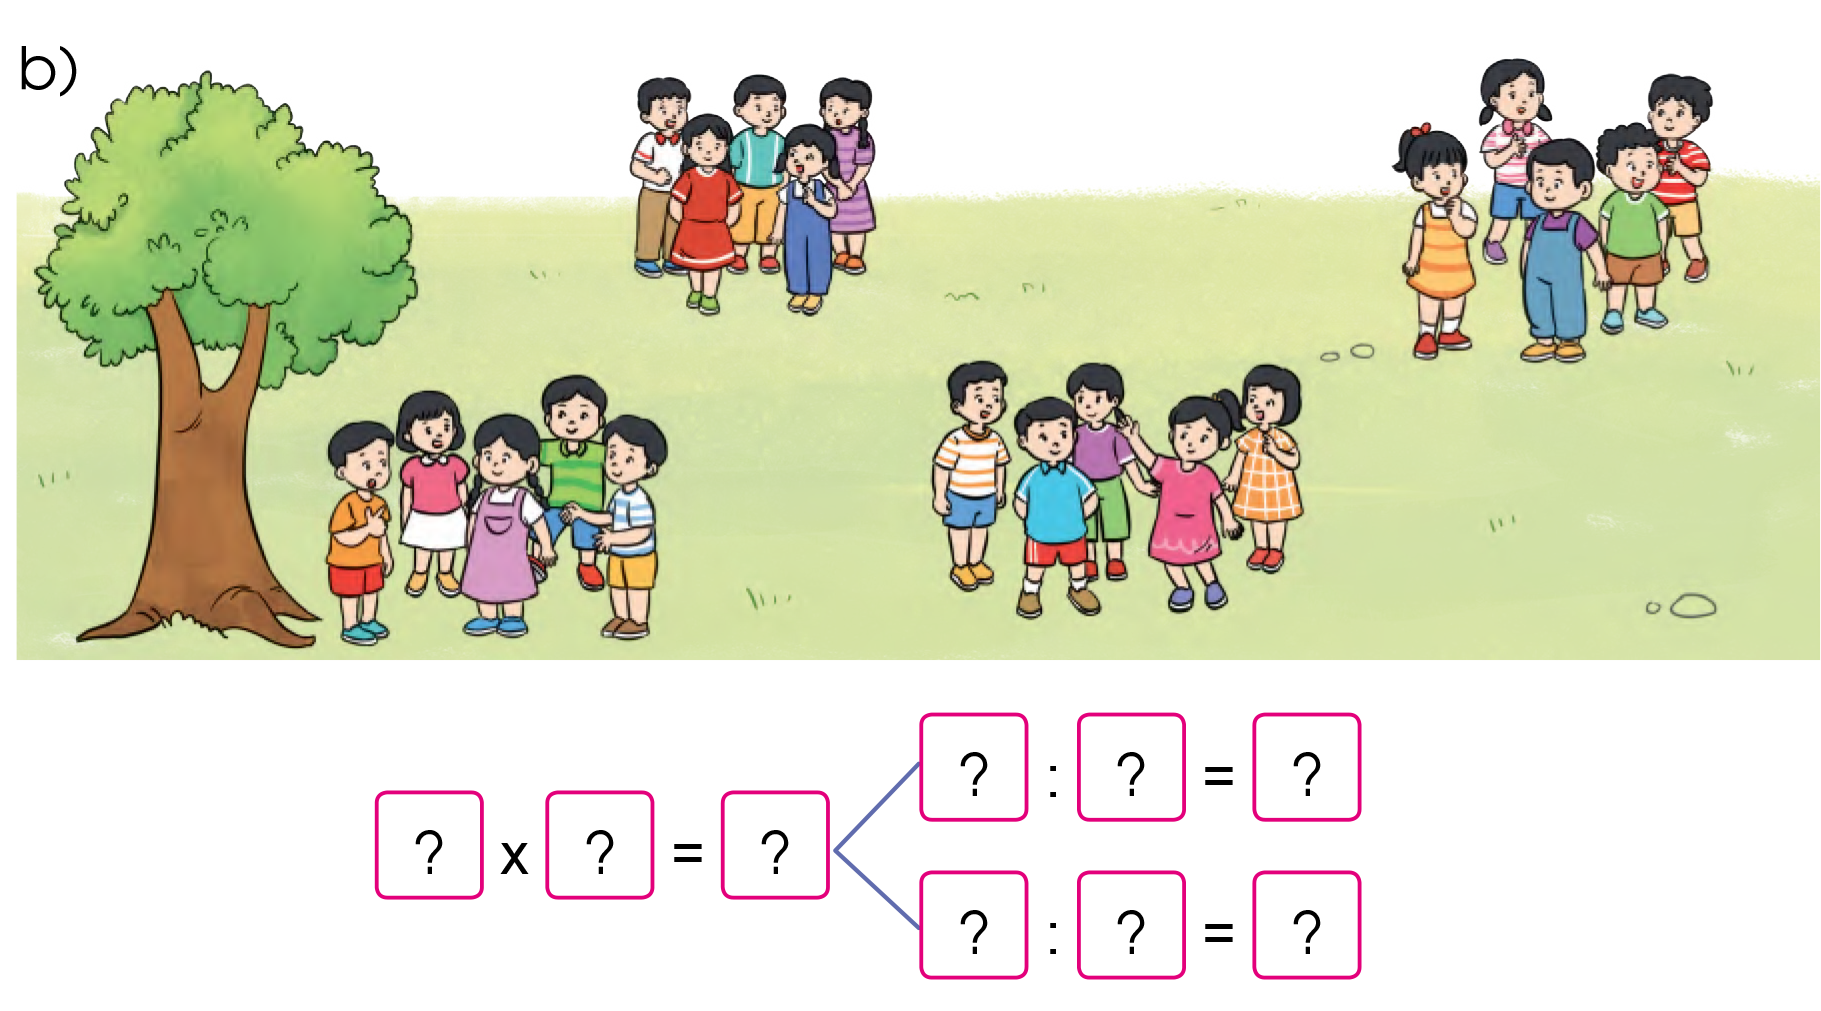 b)
? : ? = ?
? x ? = ?
? : ? = ?